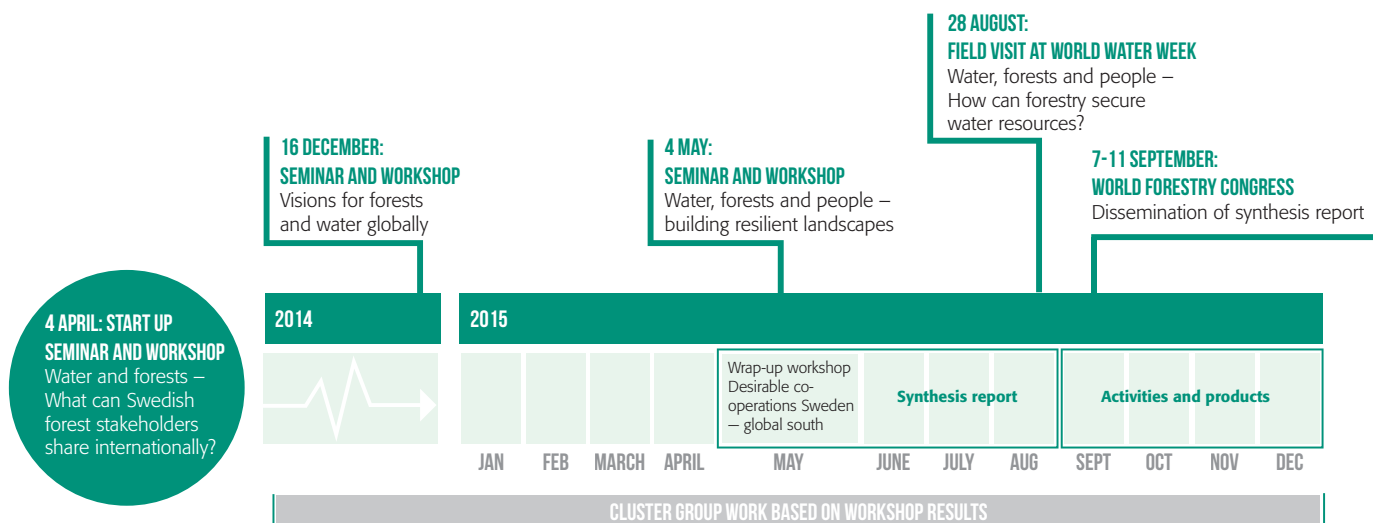 28 AUGUST:
FIELD VISIT AT WORLD WATER WEEK
Water, forests and people –
How can forestry secure
water resources?
16 DECEMBER:
SEMINAR AND WORKSHOP
Visions for forests
and water globally
4 MAY:
SEMINAR AND WORKSHOP
Water, forests and people –
building resilient landscapes
7-11 SEPTEMBER:
WORLD FORESTRY CONGRESS
Dissemination of synthesis report
4 APRIL: START UP
SEMINAR AND WORKSHOP
Water and forests –
What can Swedish
forest stakeholders
share internationally?
2014
2015
Wrap-up workshop
Desirable co-
operations Sweden
– global south
Synthesis report
Activities and products
JAN FEB MARCH APRIL MAY JUNE JULY AUG SEPT OCT NOV DEC
CLUSTER GROUP WORK BASED ON WORKSHOP RESULTS